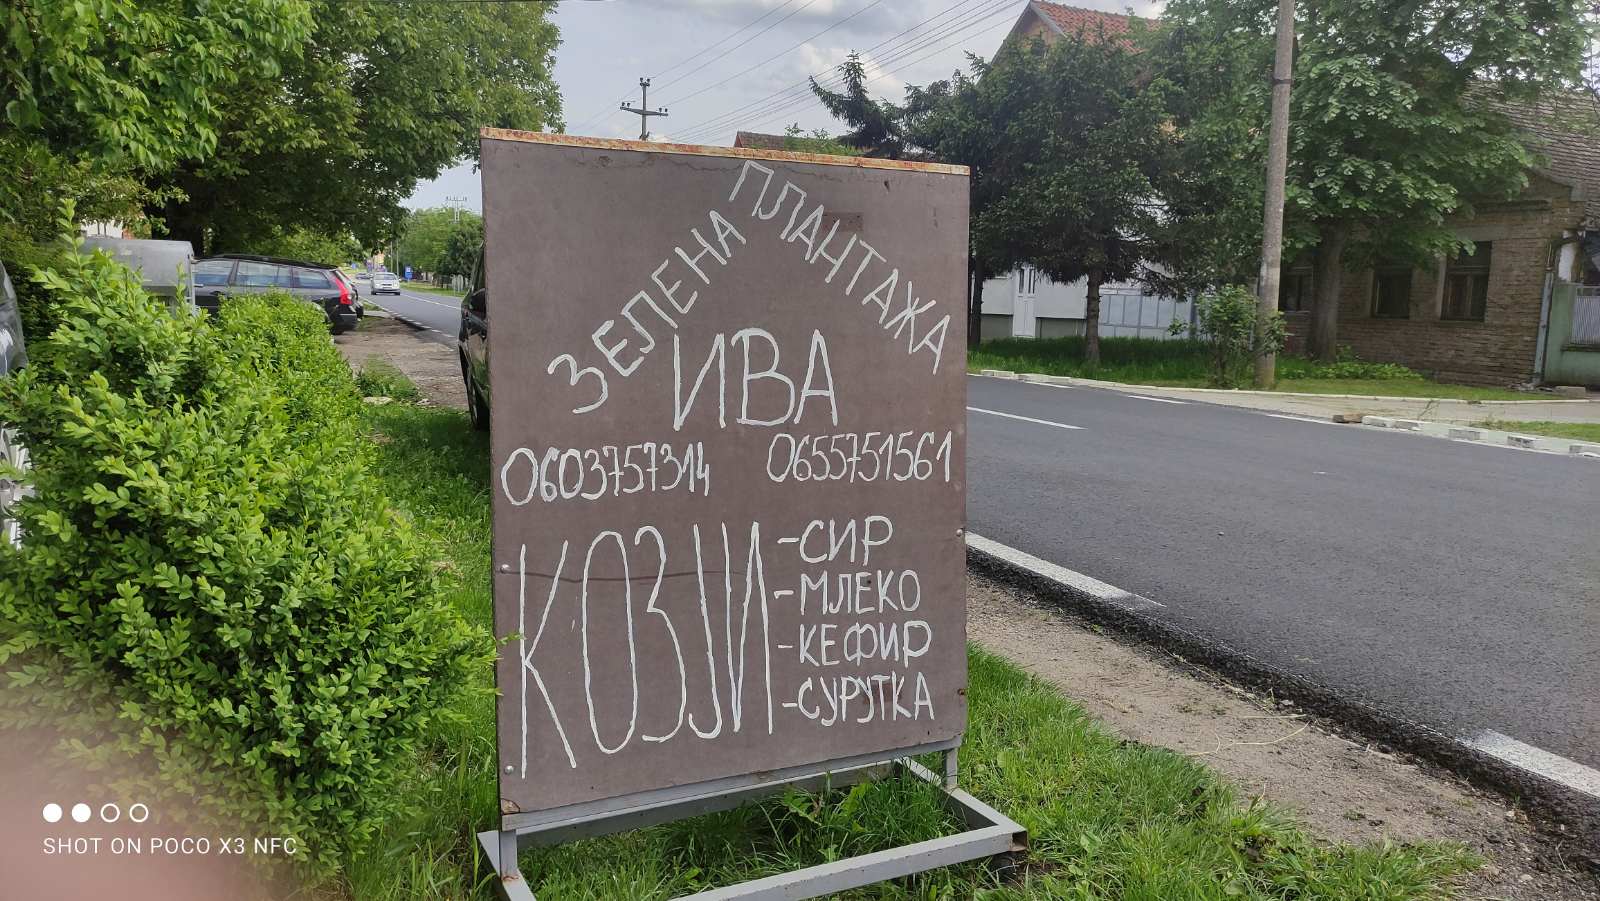 ЗЕЛЕНА ПЛАНТАЖА
ИВА
0603757314 0655751561
КОЗЈИ -СИР
-МЛЕКО
-КЕФИР
-СУРУТКА
SHOT ON POCO X3 NFC